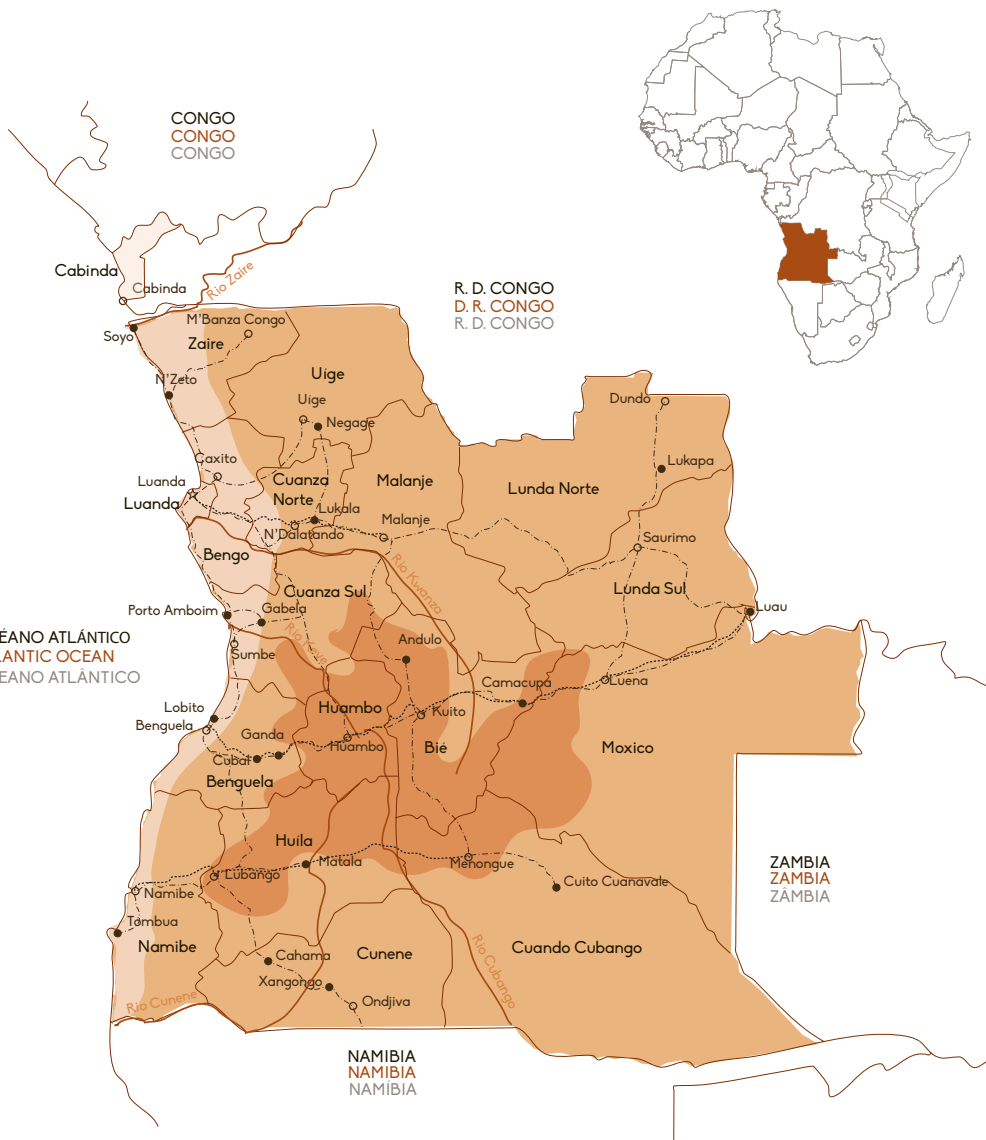 CONGO
CONGO
CONGO
Cabinda
Cabinda
Rio Zaire
R. D. CONGO
D. R. CONGO
R. D. CONGO
Soyo
M'Banza Congo
Zaire
N'Zeto
Uíge
Uíge
Negage
Dundo
Lukapa
Caxito
Luanda
Luanda
Cuanza
Norte
Malanje
Lunda Norte
Lukala
N'Dalatando
Malanje
Saurimo
Bengo
Rio Kwanza
Cuanza Sul
Lunda Sul
Porto Amboim
Gabela
Luau
ÉANO ATLÁNTICO
LANTIC OCEAN
EANO ATLÂNTICO
Sumbe
Rio
Andulo
Camacupa
Luena
Lobito
Benguela
Huambo
Kuito
Ganda
Huambo
Bié
Moxico
Cubal
Benguela
Huíla
Matala
Menongue
Lubango
Cuito Cuanavale
ZAMBIA
ZAMBIA
ZÂMBIA
Namibe
Tombua
Namibe
Cahama
Cunene
Cuando Cubango
Rio Cubango
Xangongo
Ondjiva
Rio Cunene
NAMIBIA
NAMIBIA
NAMÍBIA